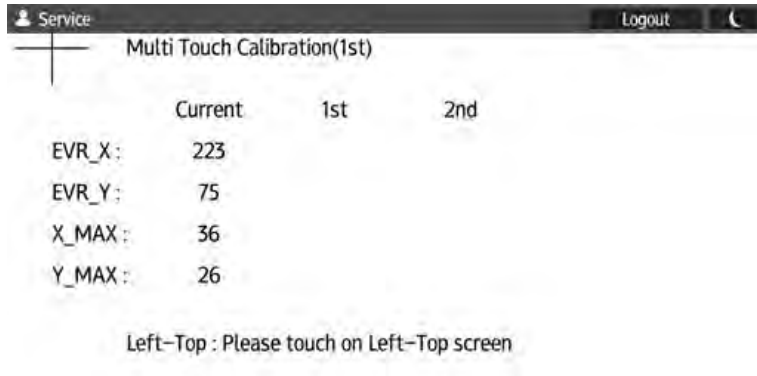 Service Logout
Multi Touch Calibration(1st)
Current 1st 2nd
EVR_X : 223
EVR_Y : 75
X_MAX : 36
Y_MAX : 26
Left-Top : Please touch on Left-Top screen